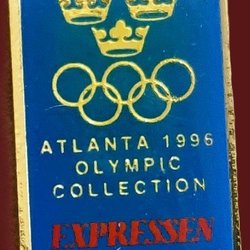 ATLANTA 1996
OLYMPIC
COLLECTION
EXPRESSEN